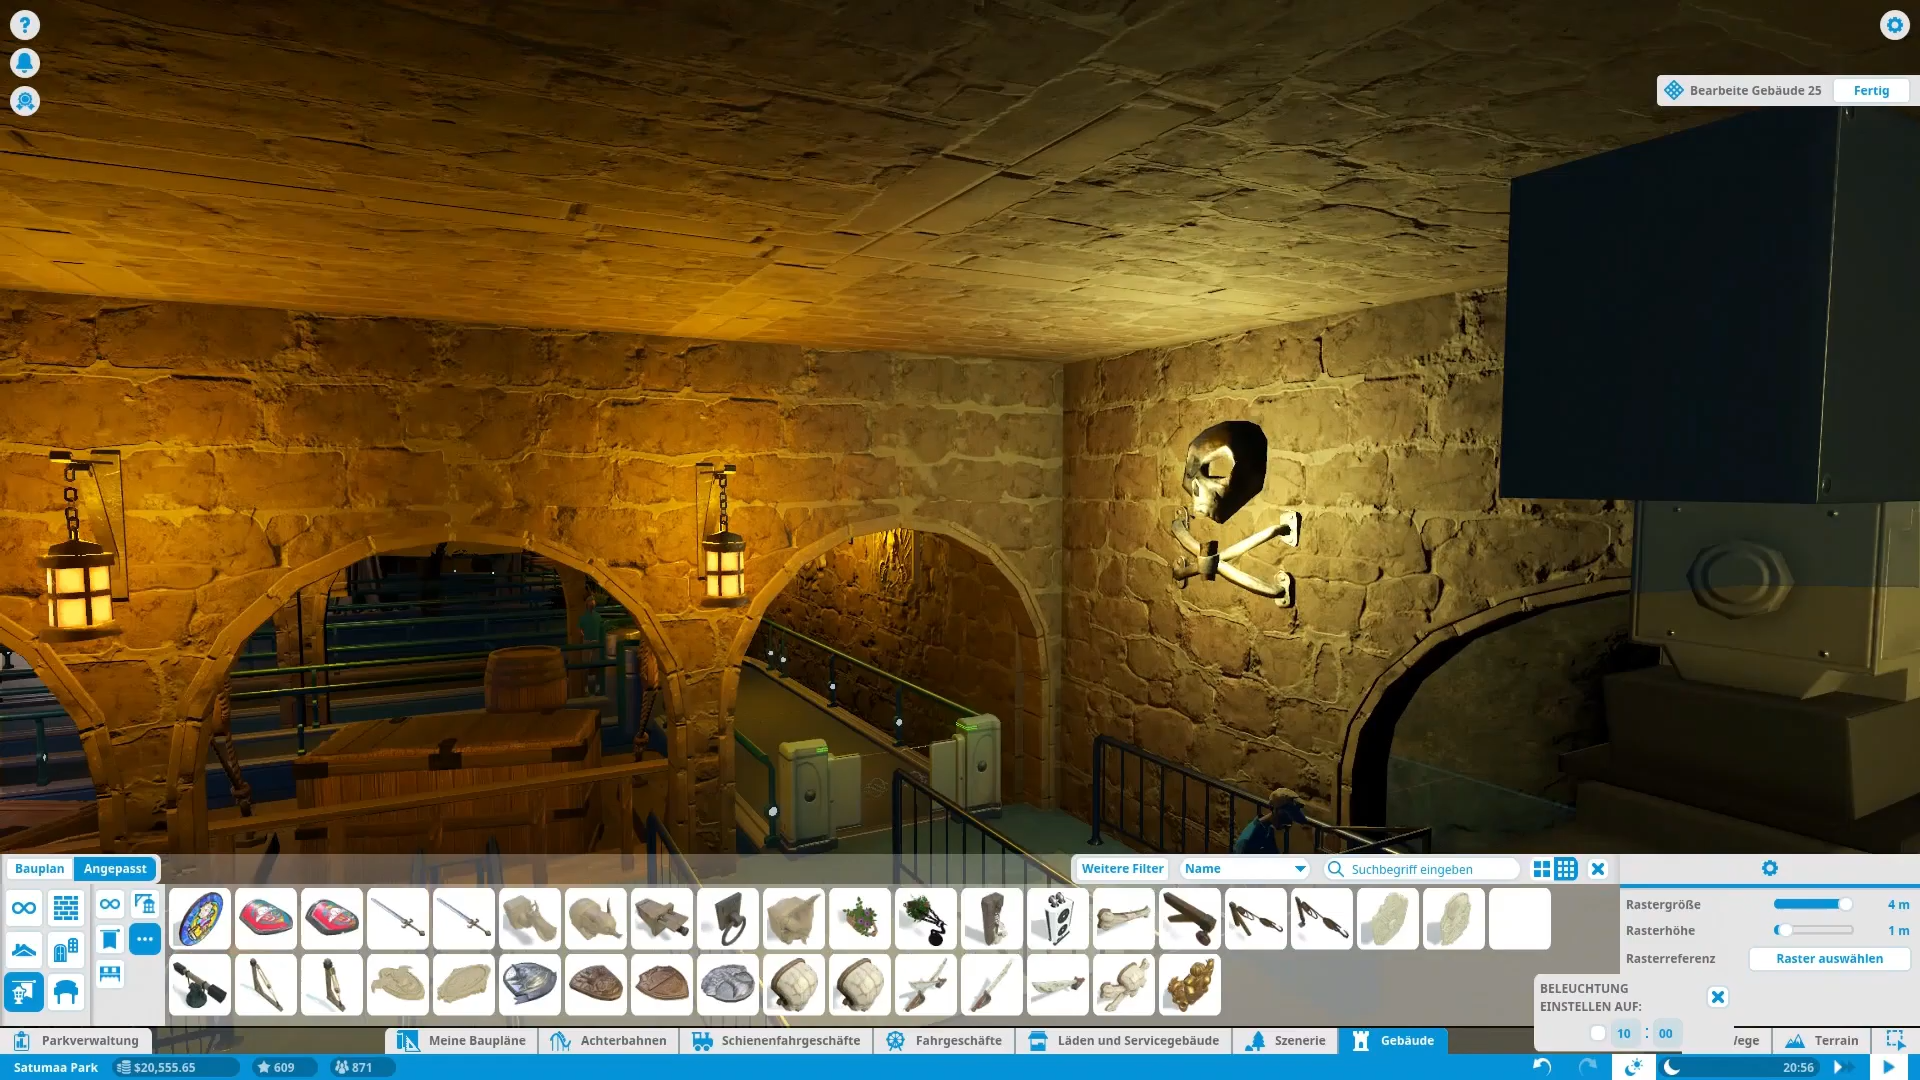 Bearbeite Gebäude 25
Fertig
Bauplan
Angepasst
Weitere Filter
Name
Suchbegriff eingeben
Rastergröße
4 m
Rasterhöhe
1 m
Rasterreferenz
Raster auswählen
BELEUCHTUNG
EINSTELLEN AUF:
10 : 00
Parkverwaltung
Meine Baupläne
Achterbahnen
Schienenfahrgeschäfte
Fahrgeschäfte
Läden und Servicegebäude
Szenerie
Gebäude
Terrain
Satumaa Park
$20,555.65
609
871
20:56